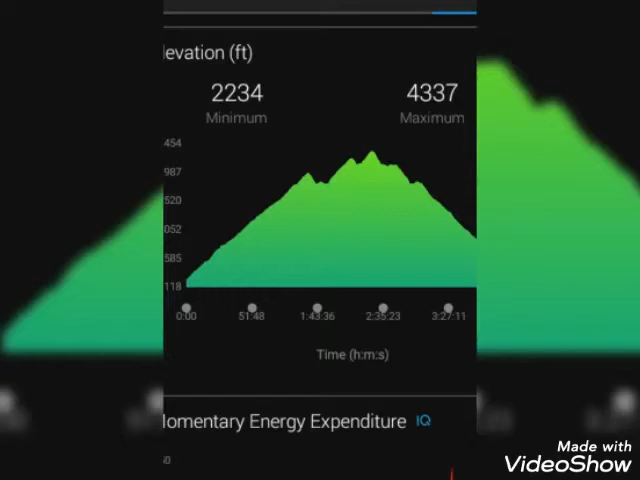 levation (ft)
2234
4337
Minimum
Maximum
454
987
520
052
585
118
0:00 51:48 1:43:36 2:35:23 3:27:11
Time (h:m:s)
lomentary Energy Expenditure IQ
50
Made with
VideoShow